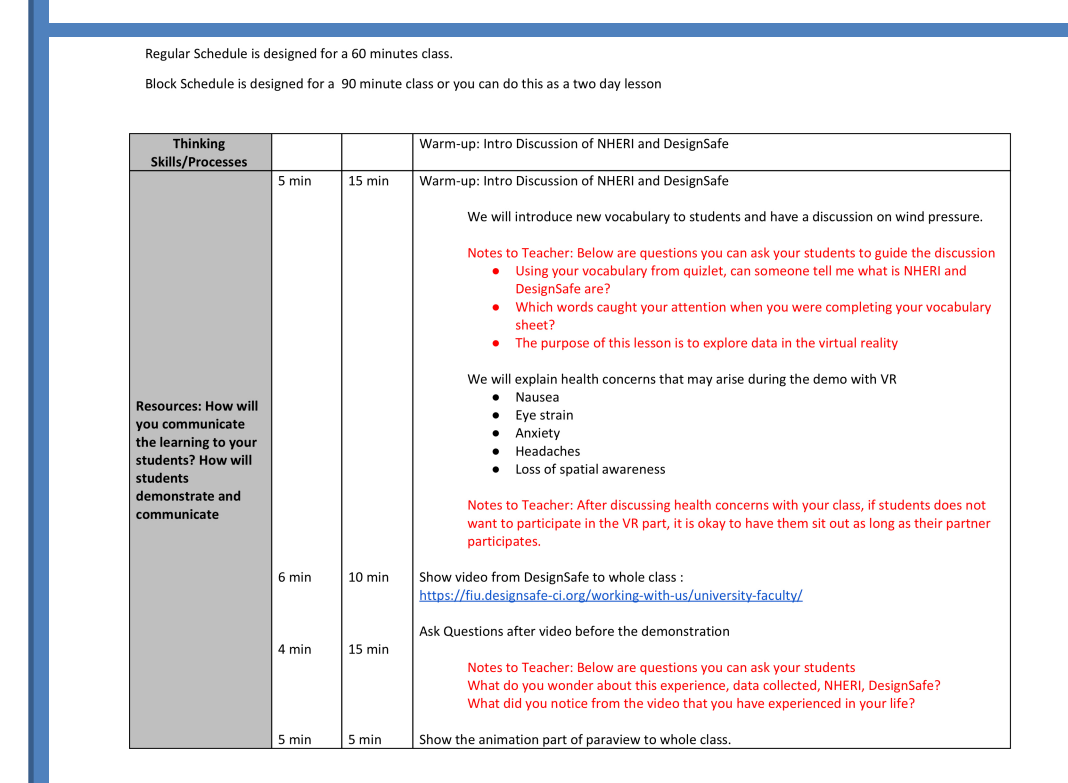 Regular Schedule is designed for a 60 minutes class.
Block Schedule is designed for a  90 minute class or you can do this as a two day lesson
Thinking
Skills/Processes
Warm-up: Intro Discussion of NHERI and DesignSafe
Resources: How will
you communicate
the learning to your
students? How will
students
demonstrate and
communicate
5 min
15 min
Warm-up: Intro Discussion of NHERI and DesignSafe
We will introduce new vocabulary to students and have a discussion on wind pressure.
Notes to Teacher: Below are questions you can ask your students to guide the discussion
● Using your vocabulary from quizlet, can someone tell me what is NHERI and
DesignSafe are?
● Which words caught your attention when you were completing your vocabulary
sheet?
● The purpose of this lesson is to explore data in the virtual reality
We will explain health concerns that may arise during the demo with VR
● Nausea
● Eye strain
● Anxiety
● Headaches
● Loss of spatial awareness
Notes to Teacher: After discussing health concerns with your class, if students does not
want to participate in the VR part, it is okay to have them sit out as long as their partner
participates.
6 min
10 min
Show video from DesignSafe to whole class :
https://fiu.designsafe-ci.org/working-with-us/university-faculty/
Ask Questions after video before the demonstration
4 min
15 min
Notes to Teacher: Below are questions you can ask your students
What do you wonder about this experience, data collected, NHERI, DesignSafe?
What did you notice from the video that you have experienced in your life?
5 min
5 min
Show the animation part of paraview to whole class.